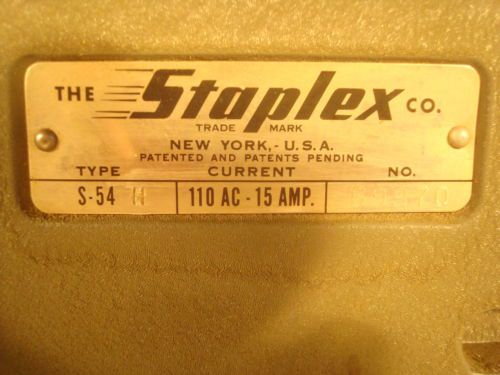 THE Staplex CO.
TRADE MARK
NEW YORK,- U.S.A.
PATENTED AND PATENTS PENDING
TYPE CURRENT NO.
S-54 H 110 AC - 15 AMP.